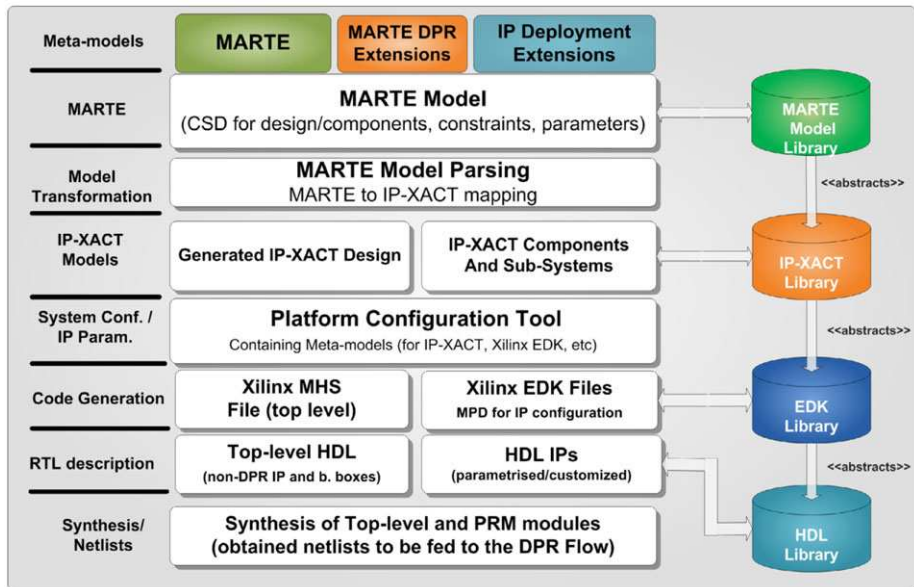 Meta-models
MARTE
MARTE DPR
Extensions
IP Deployment
Extensions
MARTE
MARTE Model
(CSD for design/components, constraints, parameters)
MARTE
Model
Library
Model
Transformation
MARTE Model Parsing
MARTE to IP-XACT mapping
<<abstracts>>
IP-XACT
Models
Generated IP-XACT Design
IP-XACT Components
And Sub-Systems
IP-XACT
Library
System Conf. /
IP Param.
Platform Configuration Tool
Containing Meta-models (for IP-XACT, Xilinx EDK, etc)
<<abstracts>>
Code Generation
Xilinx MHS
File (top level)
Xilinx EDK Files
MPD for IP configuration
EDK
Library
RTL description
Top-level HDL
(non-DPR IP and b. boxes)
HDL IPs
(parametrised/customized)
<<abstracts>>
Synthesis/
Netlists
Synthesis of Top-level and PRM modules
(obtained netlists to be fed to the DPR Flow)
HDL
Library